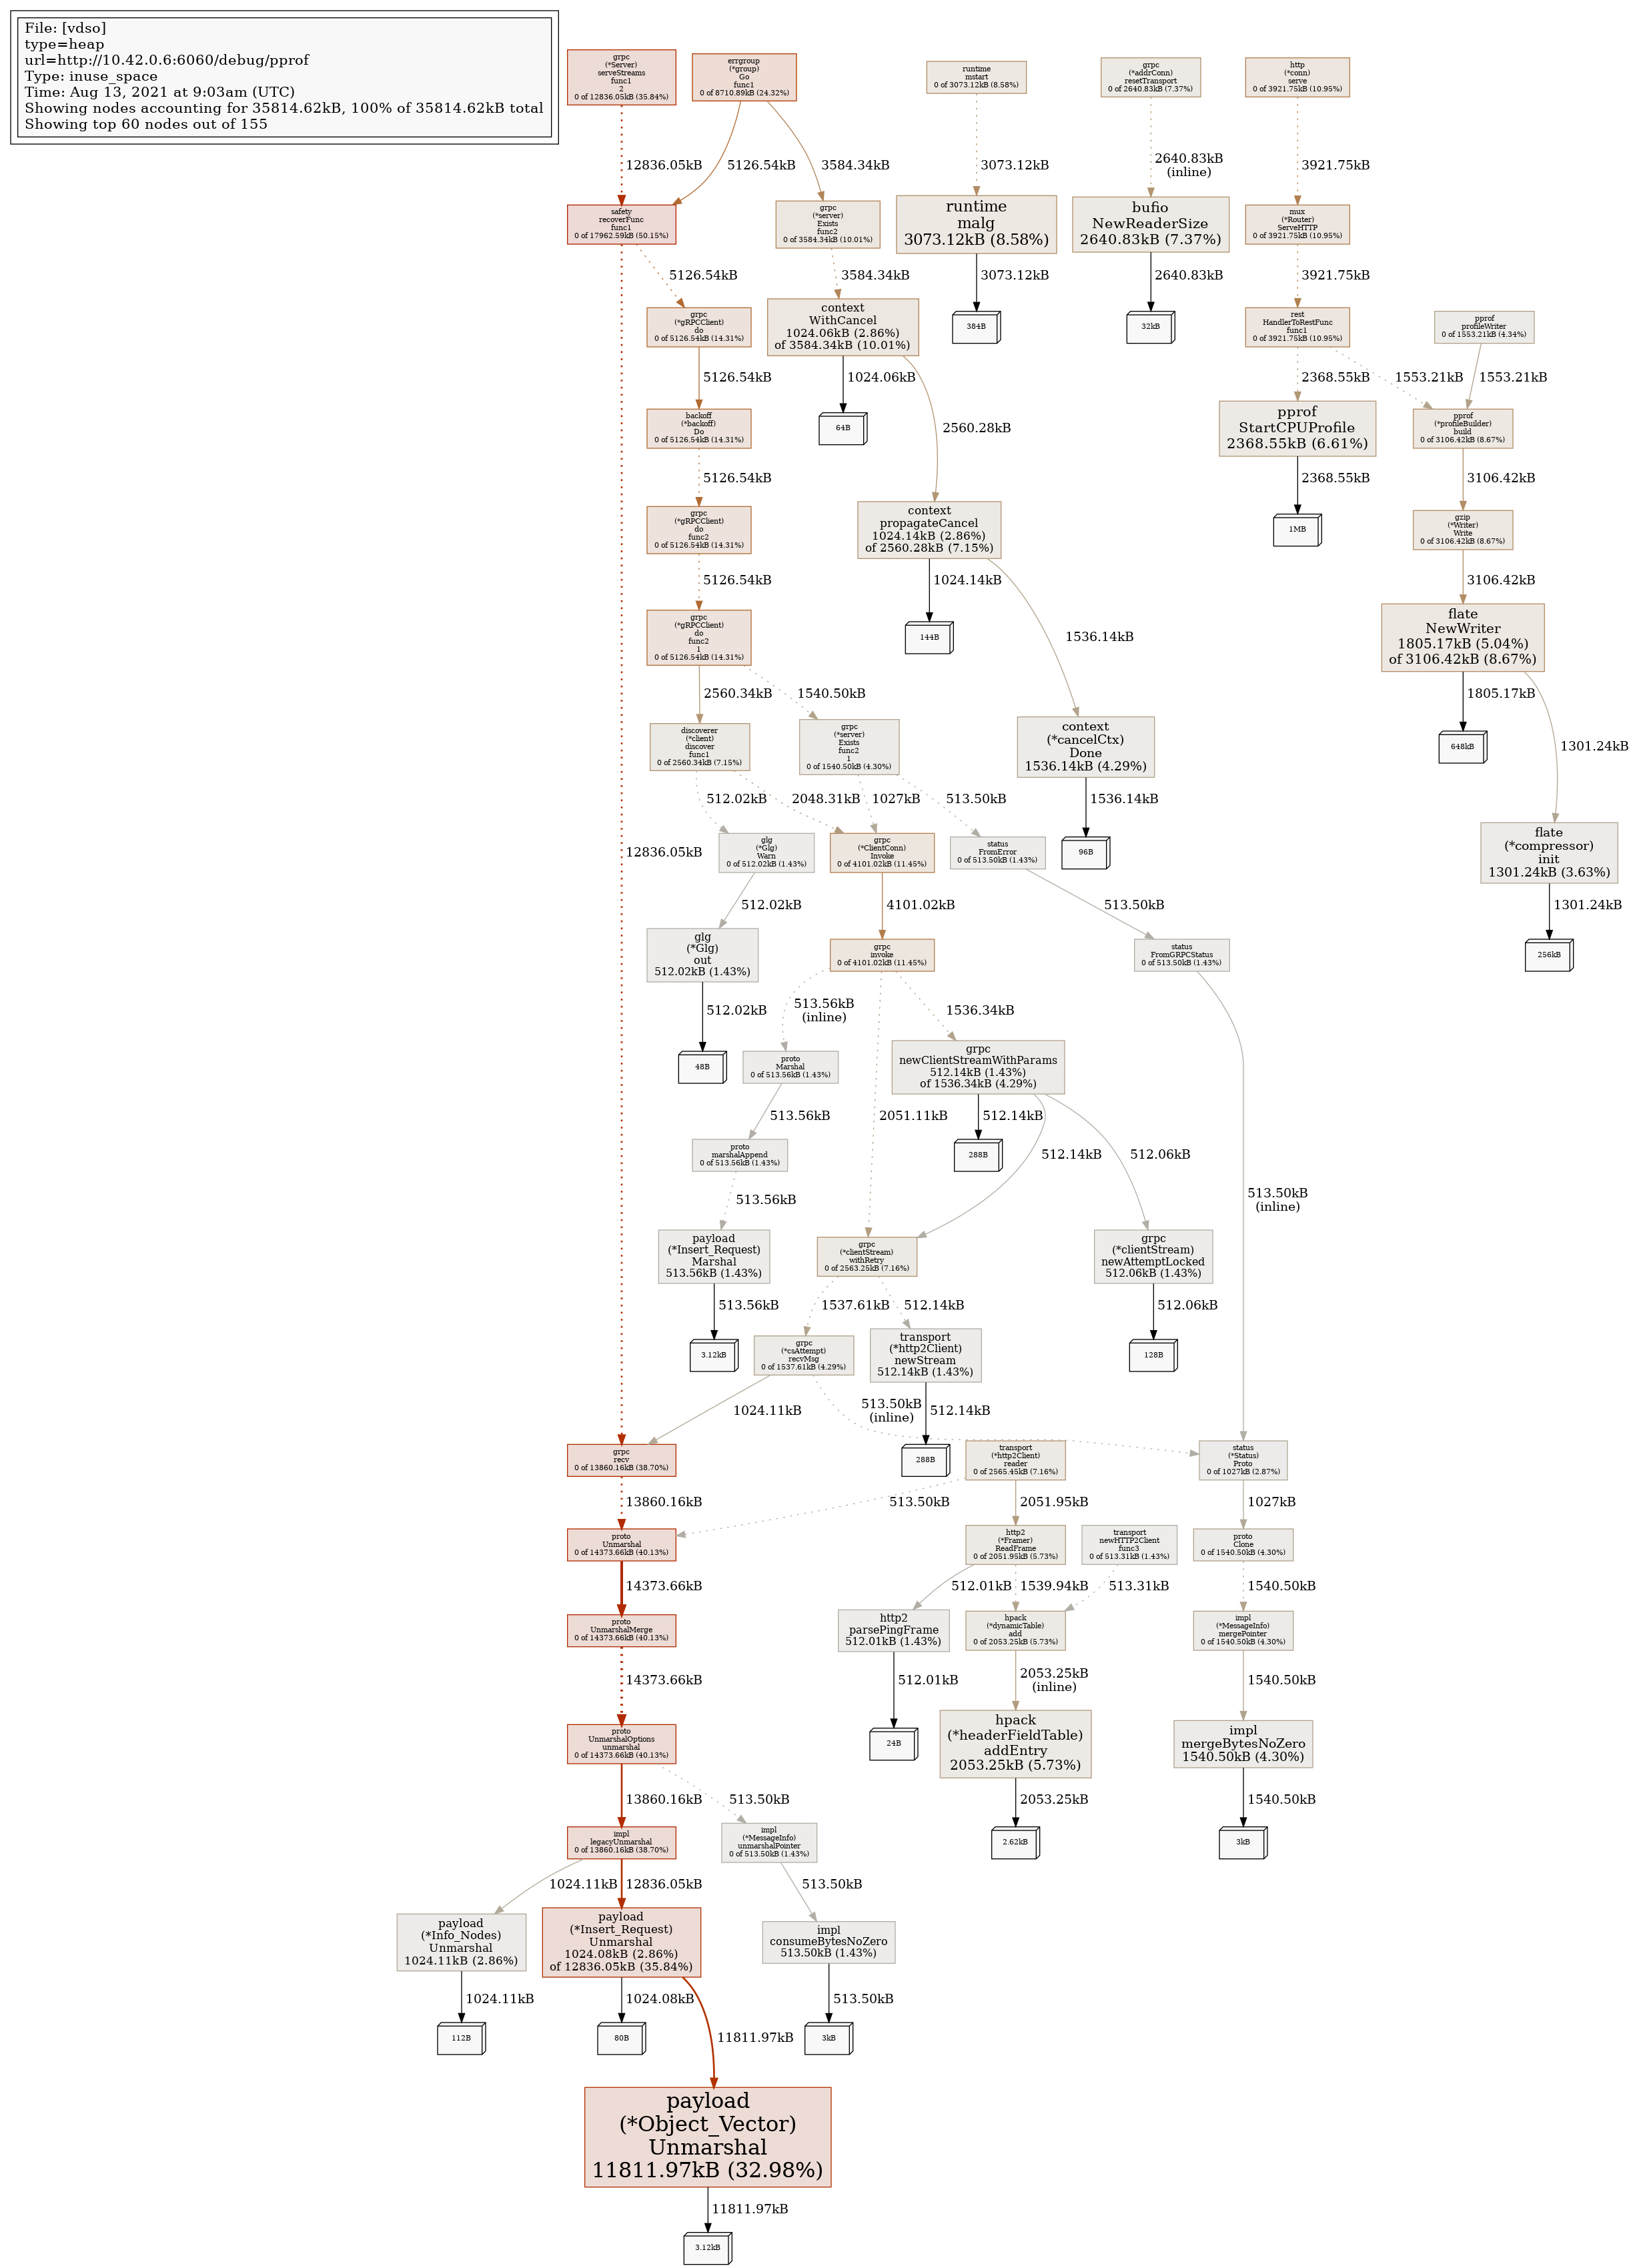 File: [vdso]
type=heap
url=http://10.42.0.6:6060/debug/pprof
Type: inuse_space
Time: Aug 13, 2021 at 9:03am (UTC)
Showing nodes accounting for 35814.62kB, 100% of 35814.62kB total
Showing top 60 nodes out of 155
grpc
(*Server)
serveStreams
func1
2
0 of 12836.05kB (35.84%)
errgroup
(*group)
Go
func1
0 of 8710.89kB (24.32%)
runtime
mstart
0 of 3073.12kB (8.58%)
grpc
(*addrConn)
resetTransport
0 of 2640.83kB (7.37%)
http
(*conn)
serve
0 of 3921.75kB (10.95%)
12836.05kB
5126.54kB
3584.34kB
3073.12kB
2640.83kB
(inline)
3921.75kB
safety
recoverFunc
func1
0 of 17962.59kB (50.15%)
grpc
(*server)
Exists
func2
0 of 3584.34kB (10.01%)
runtime
malg
3073.12kB (8.58%)
bufio
NewReaderSize
2640.83kB (7.37%)
mux
(*Router)
ServeHTTP
0 of 3921.75kB (10.95%)
5126.54kB
3584.34kB
3073.12kB
2640.83kB
3921.75kB
grpc
(*gRPCClient)
do
0 of 5126.54kB (14.31%)
context
WithCancel
1024.06kB (2.86%)
of 3584.34kB (10.01%)
384B
32kB
rest
HandlerToRestFunc
func1
0 of 3921.75kB (10.95%)
pprof
profileWriter
0 of 1553.21kB (4.34%)
5126.54kB
1024.06kB
2368.55kB
1553.21kB
1553.21kB
backoff
(*backoff)
Do
0 of 5126.54kB (14.31%)
64B
2560.28kB
pprof
StartCPUProfile
2368.55kB (6.61%)
pprof
(*profileBuilder)
build
0 of 3106.42kB (8.67%)
5126.54kB
2368.55kB
3106.42kB
grpc
(*gRPCClient)
do
func2
0 of 5126.54kB (14.31%)
context
propagateCancel
1024.14kB (2.86%)
of 2560.28kB (7.15%)
1MB
gzip
(*Writer)
Write
0 of 3106.42kB (8.67%)
5126.54kB
1024.14kB
3106.42kB
grpc
(*gRPCClient)
do
func2
1
0 of 5126.54kB (14.31%)
144B
1536.14kB
flate
NewWriter
1805.17kB (5.04%)
of 3106.42kB (8.67%)
2560.34kB
1540.50kB
1805.17kB
discoverer
(*client)
discover
func1
0 of 2560.34kB (7.15%)
grpc
(*server)
Exists
func2
1
0 of 1540.50kB (4.30%)
context
(*cancelCtx)
Done
1536.14kB (4.29%)
648kB
1301.24kB
512.02kB
2048.31kB
1027kB
513.50kB
1536.14kB
12836.05kB
glg
(*Glg)
Warn
0 of 512.02kB (1.43%)
grpc
(*ClientConn)
Invoke
0 of 4101.02kB (11.45%)
status
FromError
0 of 513.50kB (1.43%)
96B
flate
(*compressor)
init
1301.24kB (3.63%)
512.02kB
4101.02kB
513.50kB
1301.24kB
glg
(*Glg)
out
512.02kB (1.43%)
grpc
invoke
0 of 4101.02kB (11.45%)
status
FromGRPCStatus
0 of 513.50kB (1.43%)
256kB
512.02kB
513.56kB
(inline)
1536.34kB
48B
proto
Marshal
0 of 513.56kB (1.43%)
grpc
newClientStreamWithParams
512.14kB (1.43%)
of 1536.34kB (4.29%)
513.56kB
2051.11kB
512.14kB
proto
marshalAppend
0 of 513.56kB (1.43%)
288B
512.14kB
512.06kB
513.56kB
513.50kB
(inline)
payload
(*Insert_Request)
Marshal
513.56kB (1.43%)
grpc
(*clientStream)
withRetry
0 of 2563.25kB (7.16%)
grpc
(*clientStream)
newAttemptLocked
512.06kB (1.43%)
513.56kB
1537.61kB
512.14kB
512.06kB
3.12kB
grpc
(*csAttempt)
recvMsg
0 of 1537.61kB (4.29%)
transport
(*http2Client)
newStream
512.14kB (1.43%)
128B
1024.11kB
513.50kB
(inline)
512.14kB
grpc
recv
0 of 13860.16kB (38.70%)
288B
transport
(*http2Client)
reader
0 of 2565.45kB (7.16%)
status
(*Status)
Proto
0 of 1027kB (2.87%)
13860.16kB
513.50kB
2051.95kB
1027kB
proto
Unmarshal
0 of 14373.66kB (40.13%)
http2
(*Framer)
ReadFrame
0 of 2051.95kB (5.73%)
transport
newHTTP2Client
func3
0 of 513.31kB (1.43%)
proto
Clone
0 of 1540.50kB (4.30%)
14373.66kB
512.01kB
1539.94kB
513.31kB
1540.50kB
proto
UnmarshalMerge
0 of 14373.66kB (40.13%)
http2
parsePingFrame
512.01kB (1.43%)
hpack
(*dynamicTable)
add
0 of 2053.25kB (5.73%)
impl
(*MessageInfo)
mergePointer
0 of 1540.50kB (4.30%)
14373.66kB
512.01kB
2053.25kB
(inline)
1540.50kB
proto
UnmarshalOptions
unmarshal
0 of 14373.66kB (40.13%)
24B
hpack
(*headerFieldTable)
addEntry
2053.25kB (5.73%)
impl
mergeBytesNoZero
1540.50kB (4.30%)
13860.16kB
513.50kB
2053.25kB
1540.50kB
impl
legacyUnmarshal
0 of 13860.16kB (38.70%)
impl
(*MessageInfo)
unmarshalPointer
0 of 513.50kB (1.43%)
2.62kB
3kB
1024.11kB
12836.05kB
513.50kB
payload
(*Info_Nodes)
Unmarshal
1024.11kB (2.86%)
payload
(*Insert_Request)
Unmarshal
1024.08kB (2.86%)
of 12836.05kB (35.84%)
impl
consumeBytesNoZero
513.50kB (1.43%)
1024.11kB
1024.08kB
513.50kB
112B
80B
11811.97kB
3kB
payload
(*Object_Vector)
Unmarshal
11811.97kB (32.98%)
11811.97kB
3.12kB